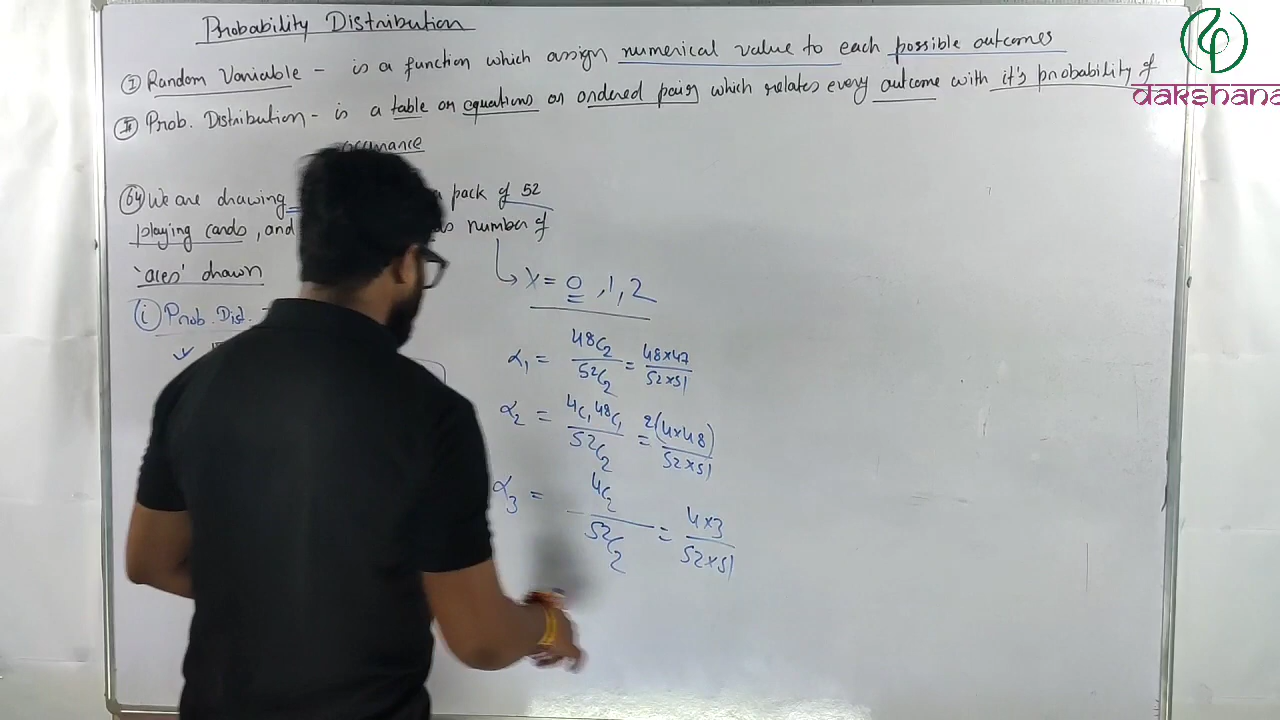 Probability Distribution
I Random Variable - is a function which assign numerical value to each possible outcomes
II Prob. Distribution - is a table or equations or ordered pairs which relates every outcome with it's probability of
occurance
64 We are drawing pack of 52
playing cards, and number of
'aces' drawn
X = 0, 1, 2
(i) Prob. Dist.
α1 = 48C2 / 52C2 = 48×47 / 52×51
α2 = 4C1 48C1 / 52C2 = 2(4×48) / 52×51
α3 = 4C2 / 52C2 = 4×3 / 52×51
dakshana